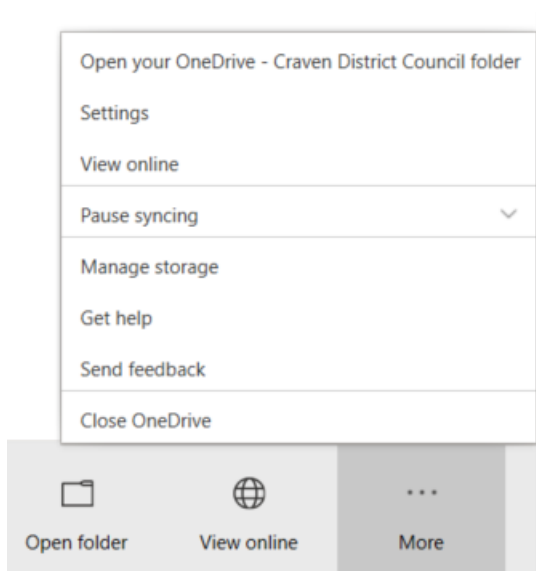 Open your OneDrive - Craven District Council folder
Settings
View online
Pause syncing
Manage storage
Get help
Send feedback
Close OneDrive
Open folder
View online
More